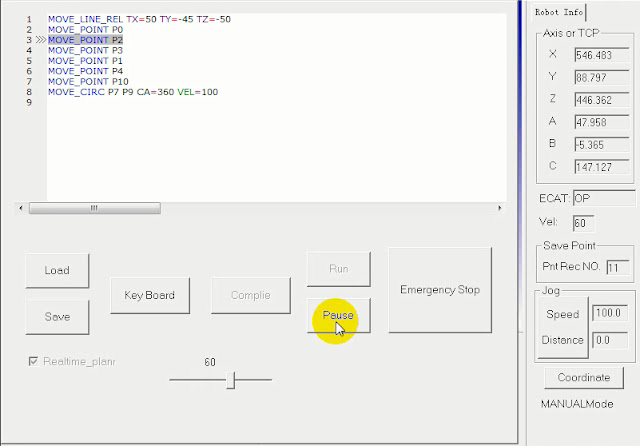 1 MOVE_LINE_REL TX=50 TY=-45 TZ=-50
2 MOVE_POINT P0
3 MOVE_POINT P2
4 MOVE_POINT P3
5 MOVE_POINT P1
6 MOVE_POINT P4
7 MOVE_POINT P10
8 MOVE_CIRC P7 P9 CA=360 VEL=100
9
Load
Save
Key Board
Complie
Run
Pause
Emergency Stop
Realtime_planr
60
Robot Info
Axis or TCP
X 546.483
Y 88.797
Z 446.362
A 47.958
B -5.365
C 147.127
ECAT: OP
Vel: 60
Save Point
Pnt Rec NO. 11
Jog
Speed 100.0
Distance 0.0
Coordinate
MANUALMode